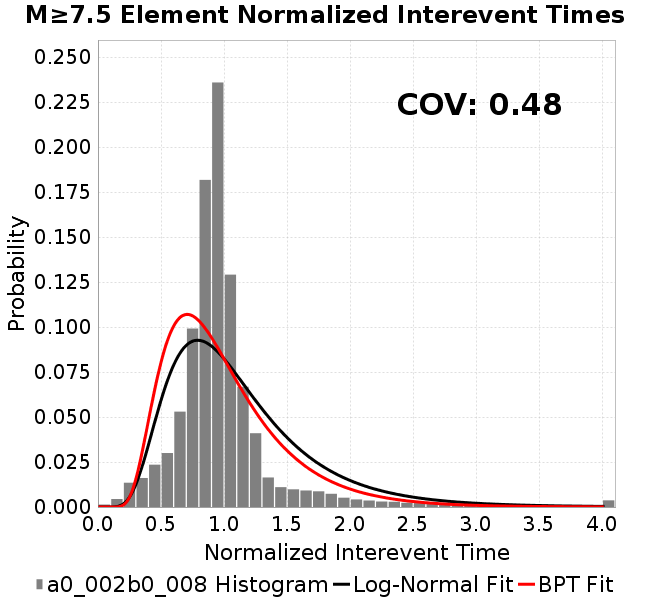 M≥7.5 Element Normalized Interevent Times
COV: 0.48
Probability
0.250
0.225
0.200
0.175
0.150
0.125
0.100
0.075
0.050
0.025
0.000
0.0 0.5 1.0 1.5 2.0 2.5 3.0 3.5 4.0
Normalized Interevent Time
a0_002b0_008 Histogram Log-Normal Fit BPT Fit